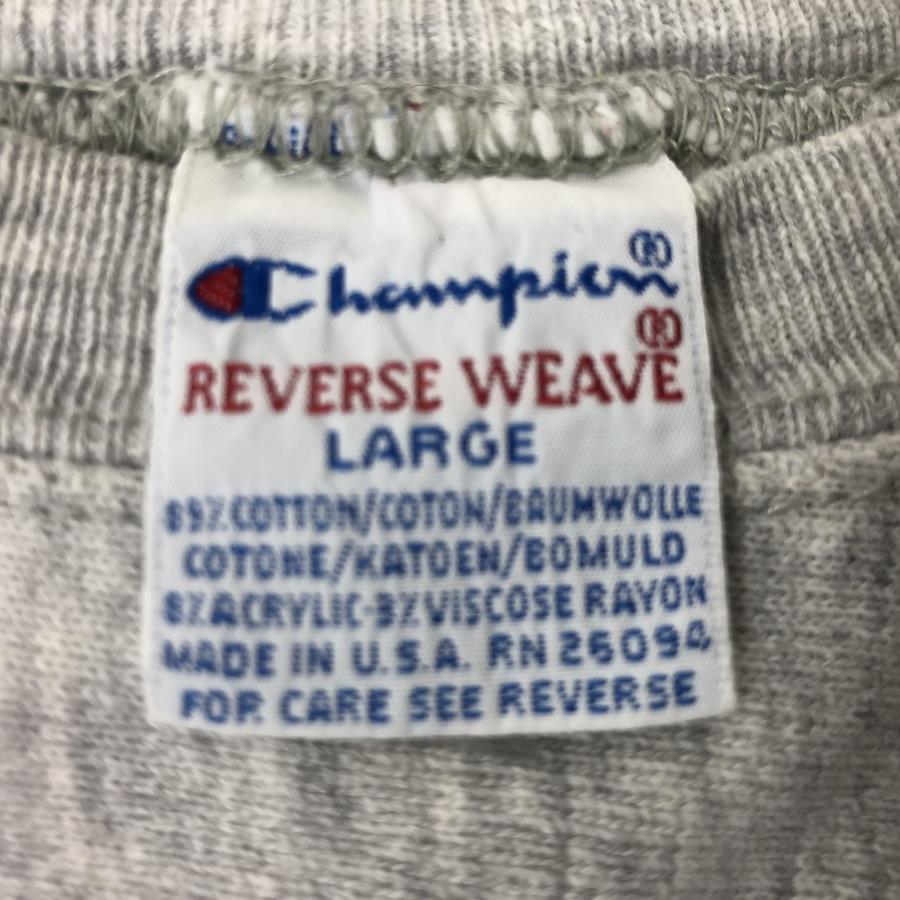 Champion®
REVERSE WEAVE®
LARGE
89% COTTON/COTON/BAUMWOLLE
COTONE/KATOEN/BOMULD
8% ACRYLIC-3% VISCOSE RAYON
MADE IN U.S.A. RN 26094
FOR CARE SEE REVERSE